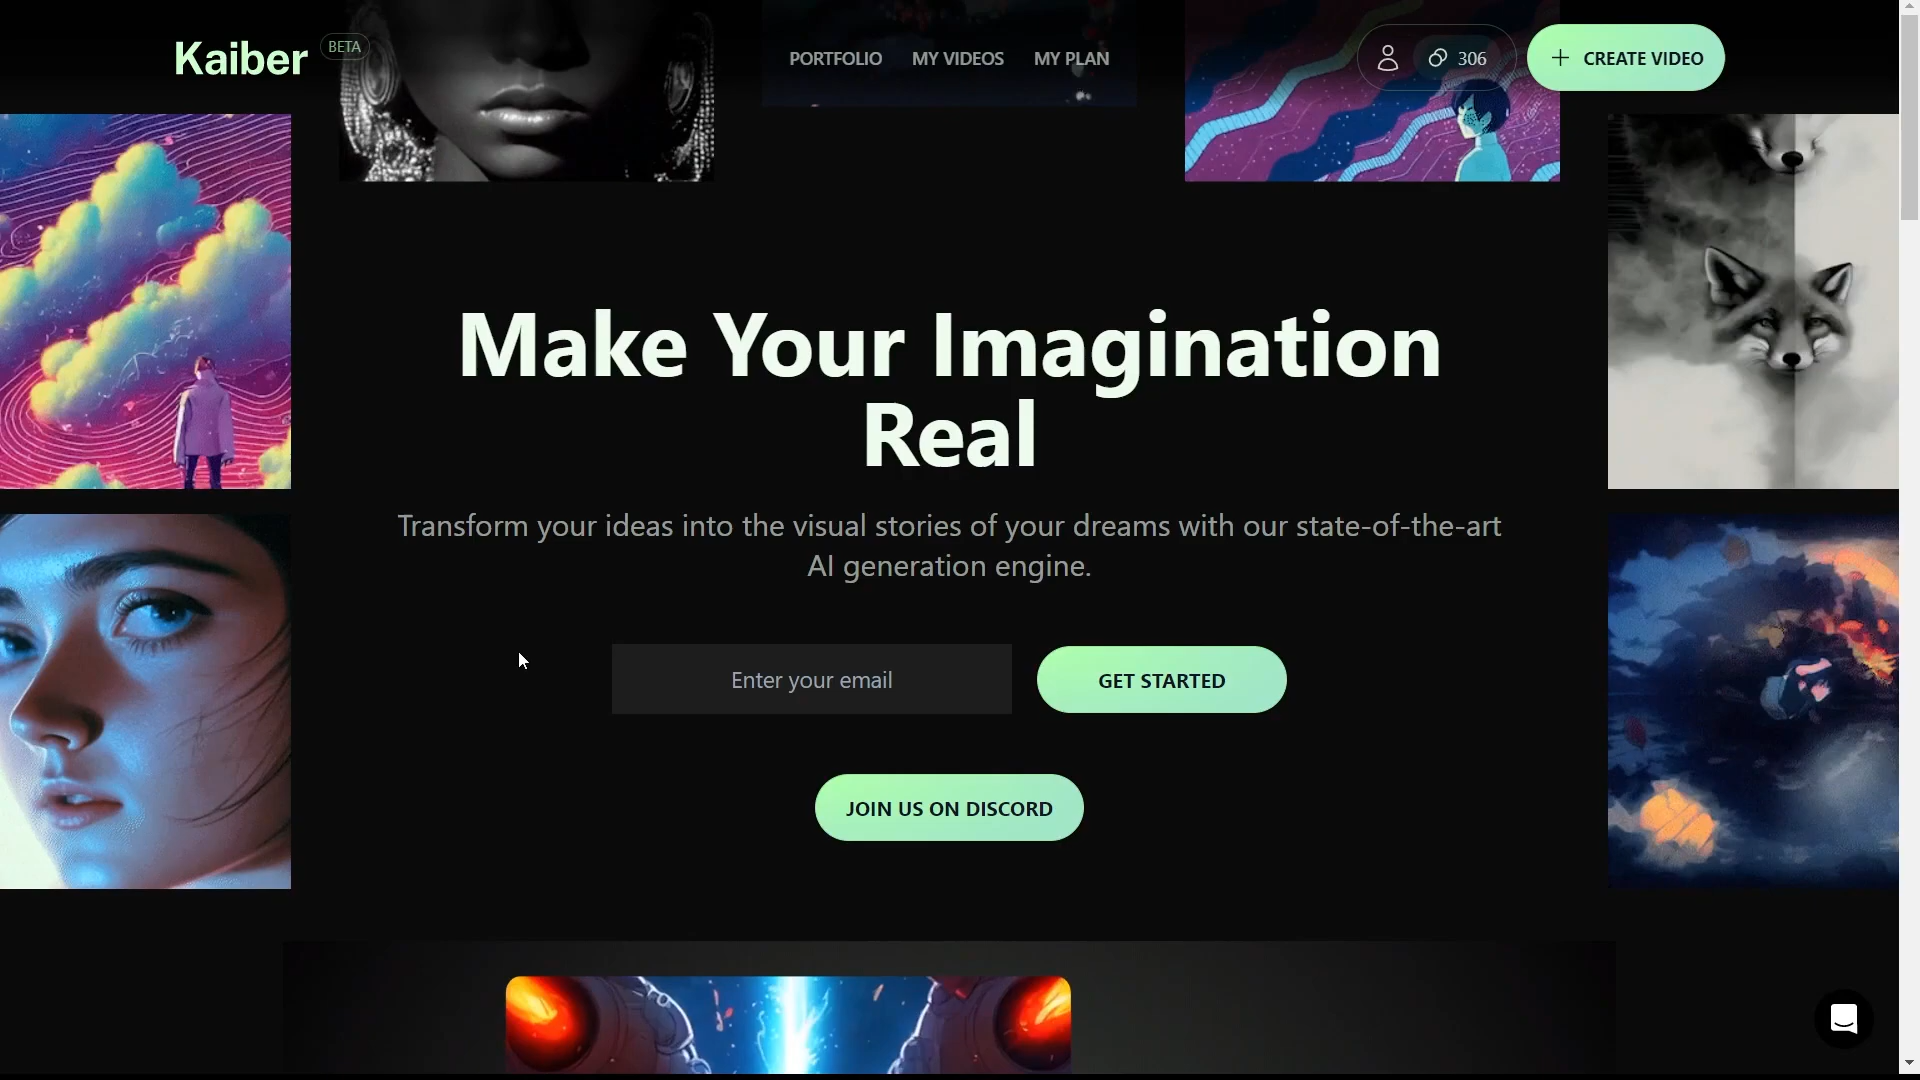 Kaiber BETA
PORTFOLIO MY VIDEOS MY PLAN
306
CREATE VIDEO
Make Your Imagination
Real
Transform your ideas into the visual stories of your dreams with our state-of-the-art
AI generation engine.
Enter your email
GET STARTED
JOIN US ON DISCORD